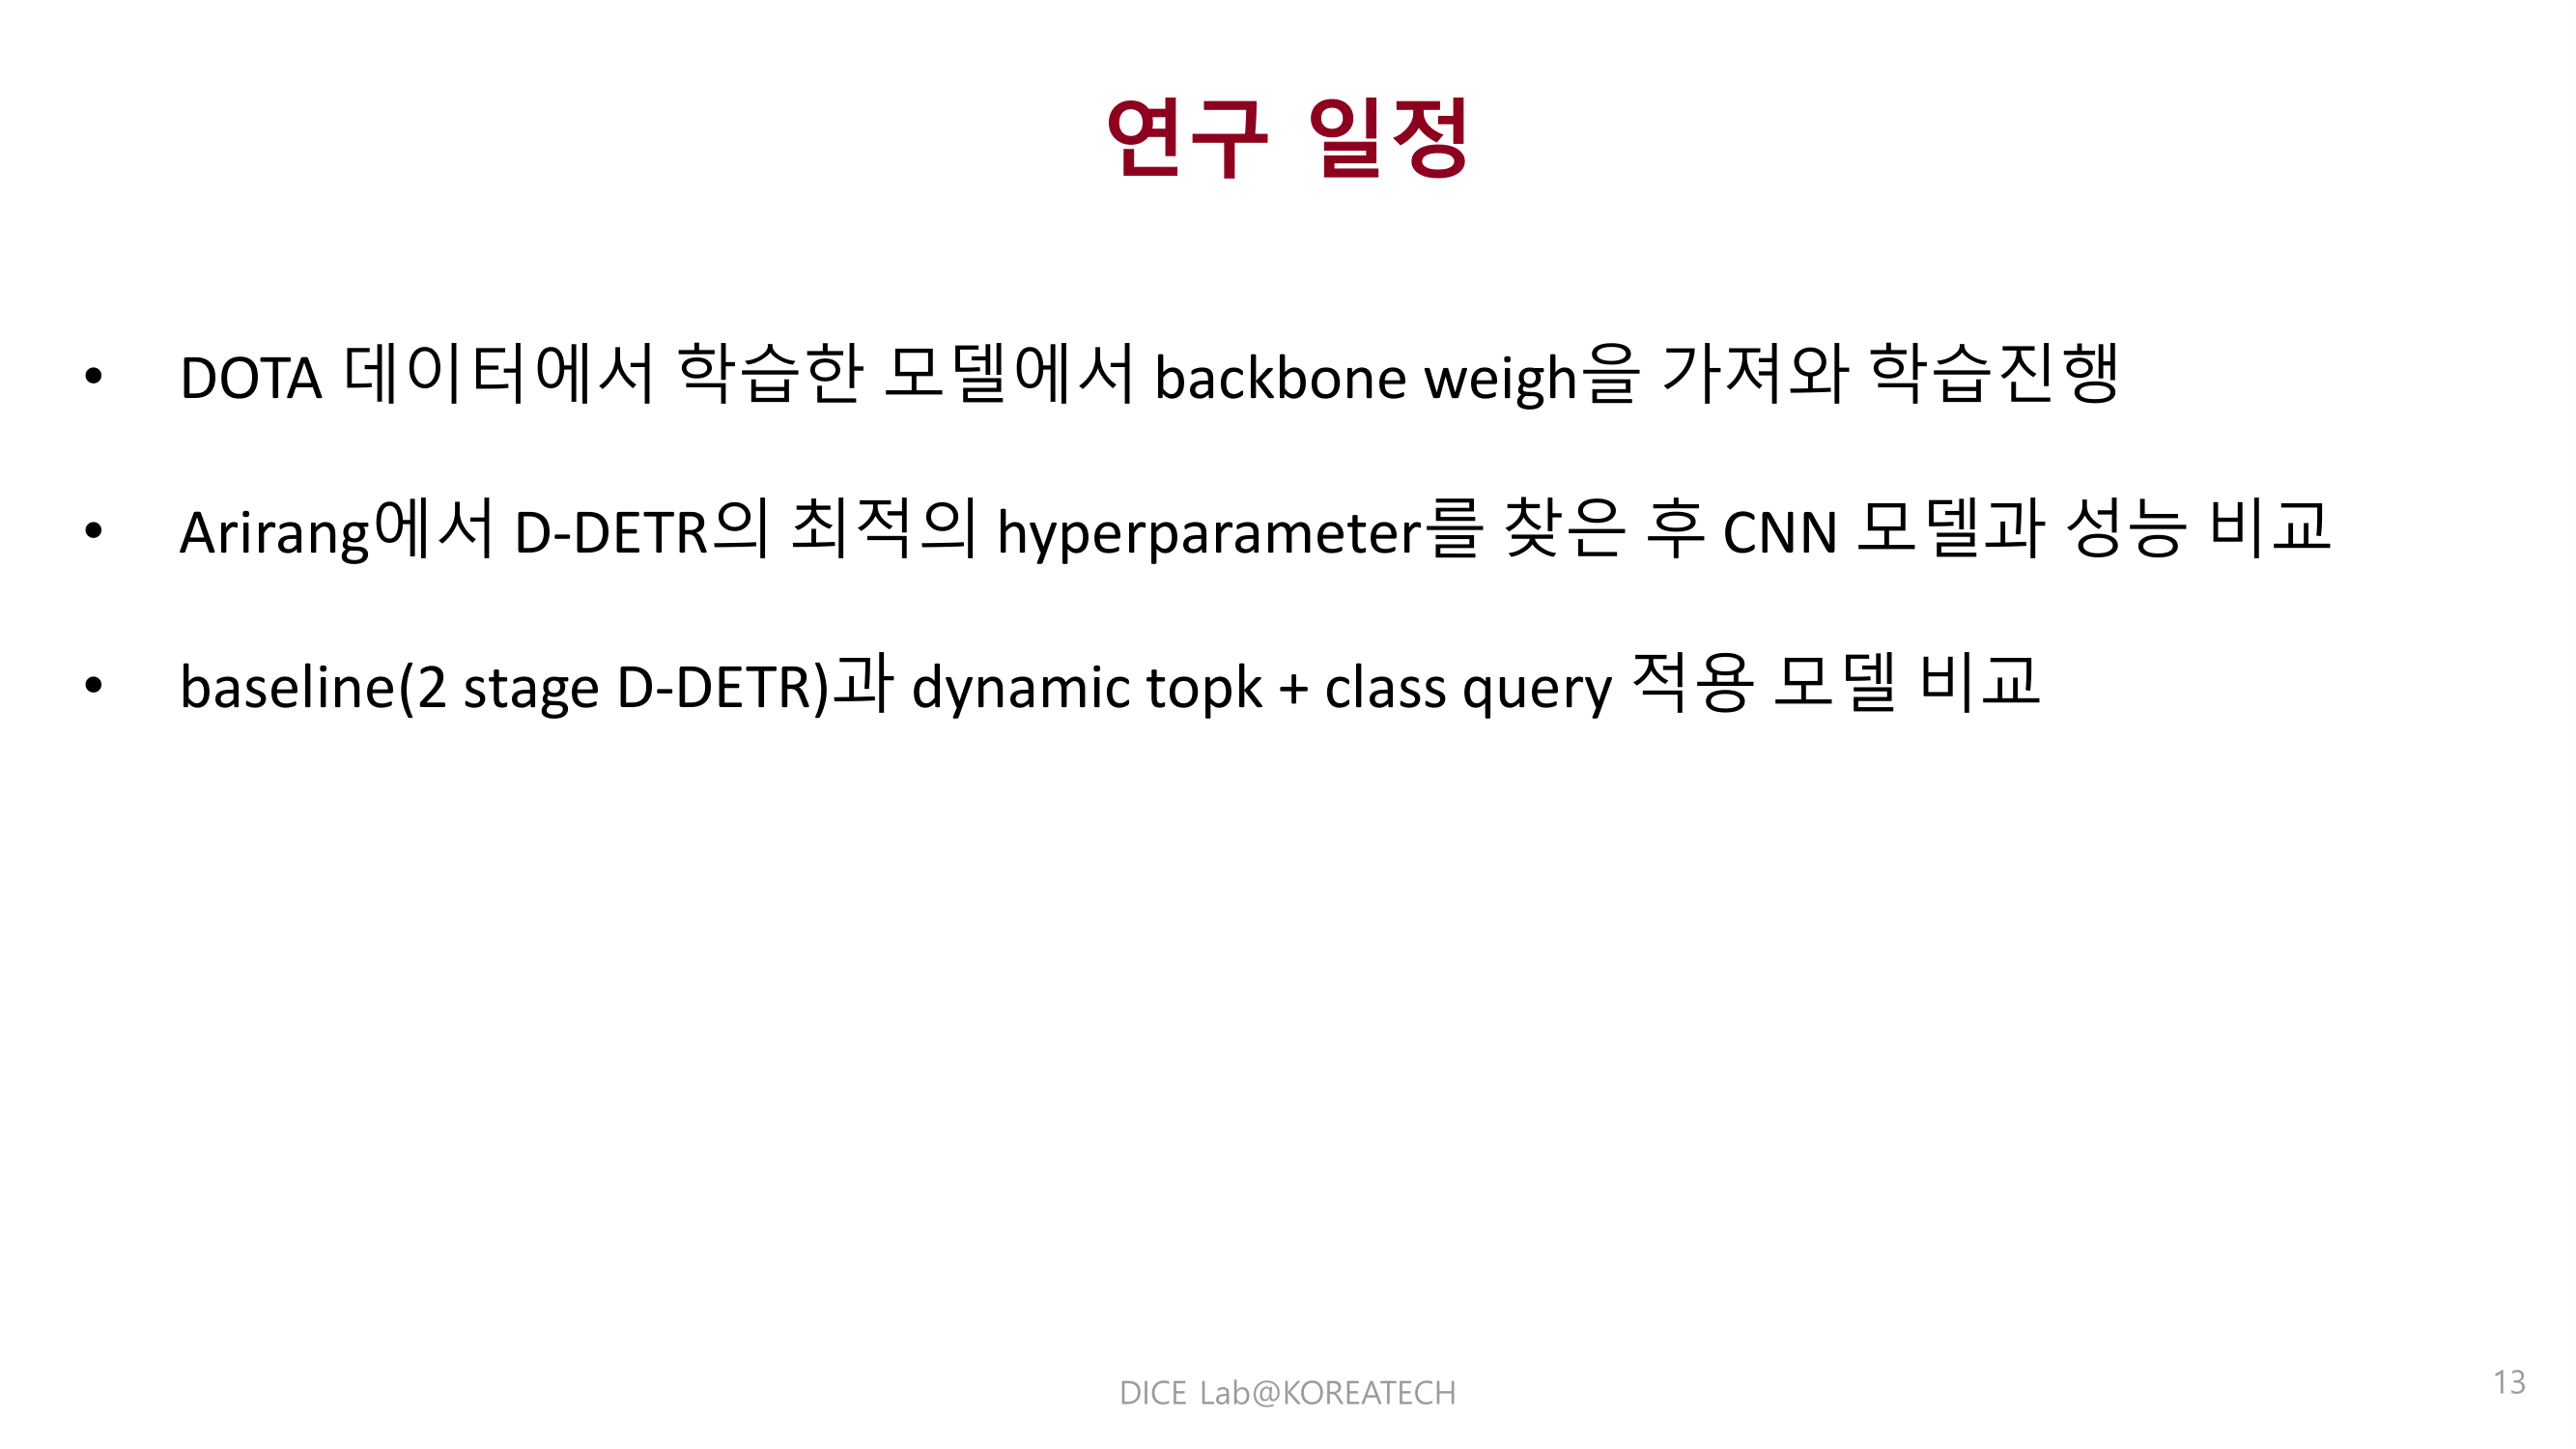 연구 일정
• DOTA 데이터에서 학습한 모델에서 backbone weigh을 가져와 학습진행
• Arirang에서 D-DETR의 최적의 hyperparameter를 찾은 후 CNN 모델과 성능 비교
• baseline(2 stage D-DETR)과 dynamic topk + class query 적용 모델 비교
DICE Lab@KOREATECH
13